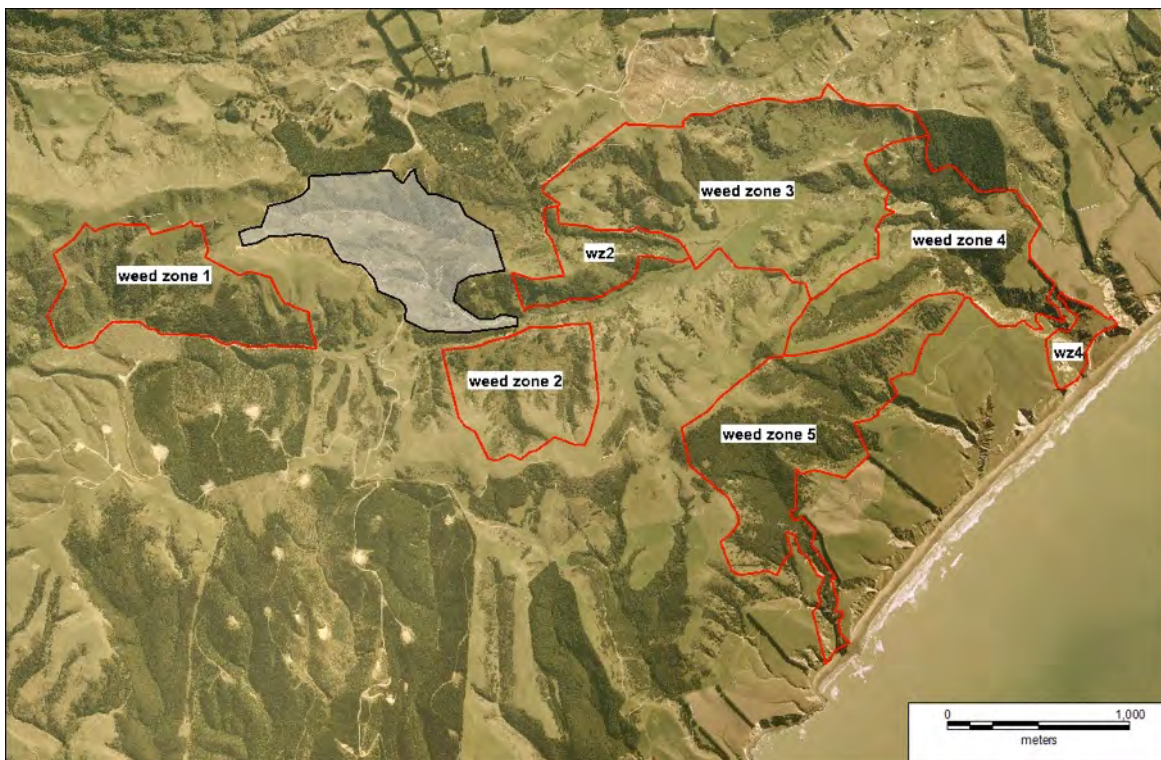 weed zone 3
weed zone 4
wz2
weed zone 1
wz4
weed zone 2
weed zone 5
0 1,000
meters